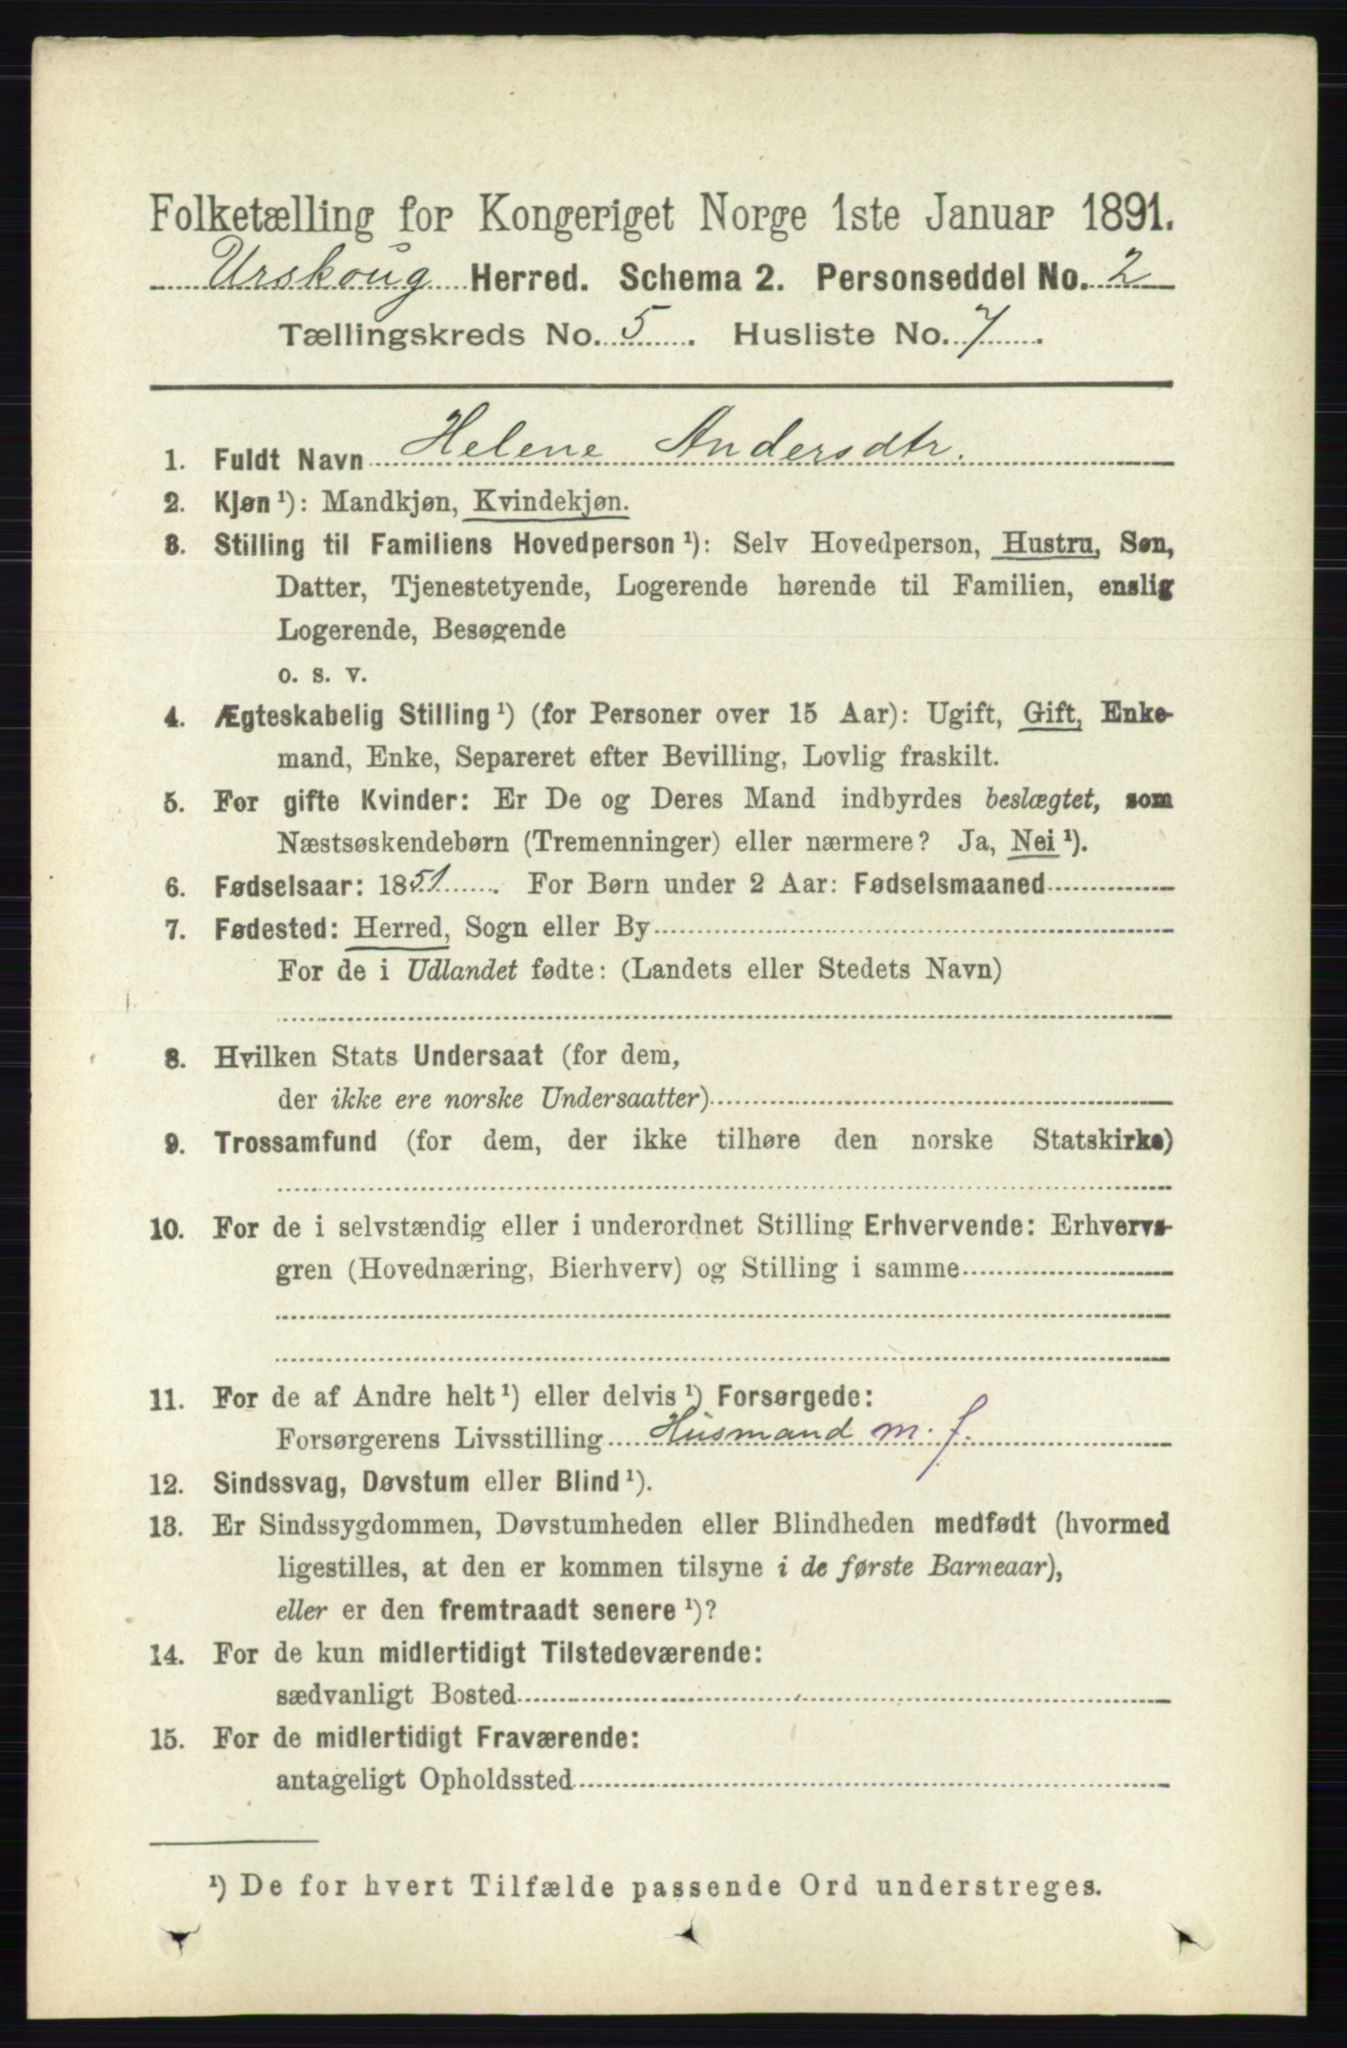 Folketælling for Kongeriget Norge 1ste Januar 1891.
Urskoug Herred. Schema 2. Personseddel No. 2
Tællingskreds No. 5. Husliste No. 7.
1. Fuldt Navn Helene Andersdtr.
2. Kjøn¹): Mandkjøn, Kvindekjøn.
3. Stilling til Familiens Hovedperson¹): Selv Hovedperson, Hustru, Søn,
Datter, Tjenestetyende, Logerende hørende til Familien, enslig
Logerende, Besøgende
o. s. v.
4. Ægteskabelig Stilling¹) (for Personer over 15 Aar): Ugift, Gift, Enke-
mand, Enke, Separeret efter Bevilling, Lovlig fraskilt.
5. For gifte Kvinder: Er De og Deres Mand indbyrdes beslægtet, som
Næstsøskendebørn (Tremenninger) eller nærmere? Ja, Nei¹).
6. Fødselsaar: 1851. For Børn under 2 Aar: Fødselsmaaned
7. Fødested: Herred, Sogn eller By
For de i Udlandet fødte: (Landets eller Stedets Navn)
8. Hvilken Stats Undersaat (for dem,
der ikke ere norske Undersaatter)
9. Trossamfund (for dem, der ikke tilhøre den norske Statskirke)
10. For de i selvstændig eller i underordnet Stilling Erhvervende: Erhvervs-
gren (Hovednæring, Bierhverv) og Stilling i samme
11. For de af Andre helt¹) eller delvis¹) Forsørgede:
Forsørgerens Livsstilling Husmand m. j.
12. Sindssvag, Døvstum eller Blind¹).
13. Er Sindssygdommen, Døvstumheden eller Blindheden medfødt (hvormed
ligestilles, at den er kommen tilsyne i de første Barneaar),
eller er den fremtraadt senere¹)?
14. For de kun midlertidigt Tilstedeværende:
sædvanligt Bosted
15. For de midlertidigt Fraværende:
antageligt Opholdssted
¹) De for hvert Tilfælde passende Ord understreges.